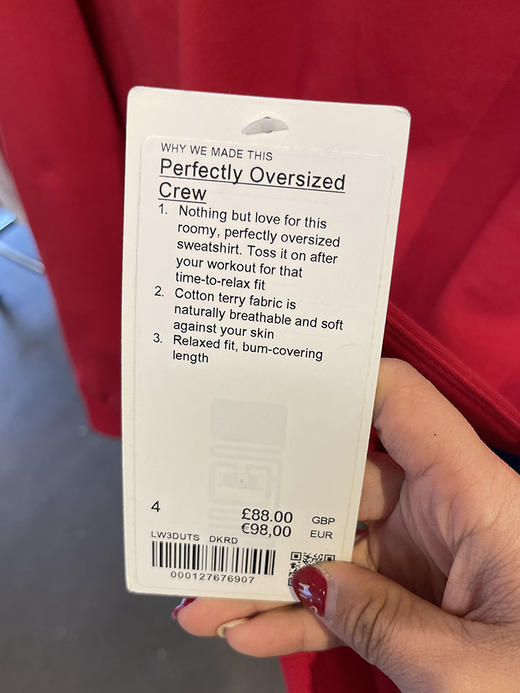 WHY WE MADE THIS
Perfectly Oversized
Crew
1. Nothing but love for this
roomy, perfectly oversized
sweatshirt. Toss it on after
your workout for that
time-to-relax fit
2. Cotton terry fabric is
naturally breathable and soft
against your skin
3. Relaxed fit, bum-covering
length
4
£88.00 GBP
€98,00 EUR
LW3DUTS DKRD
000127676907